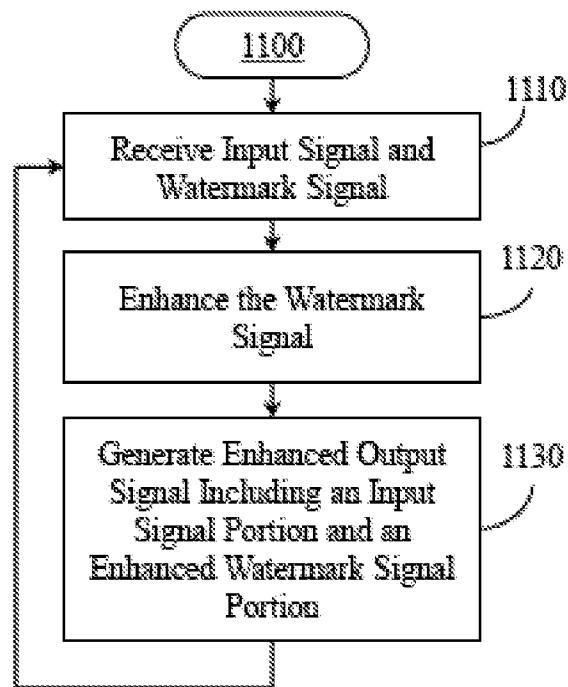 1100
1110
Receive Input Signal and
Watermark Signal
1120
Enhance the Watermark
Signal
1130
Generate Enhanced Output
Signal Including an Input
Signal Portion and an
Enhanced Watermark Signal
Portion